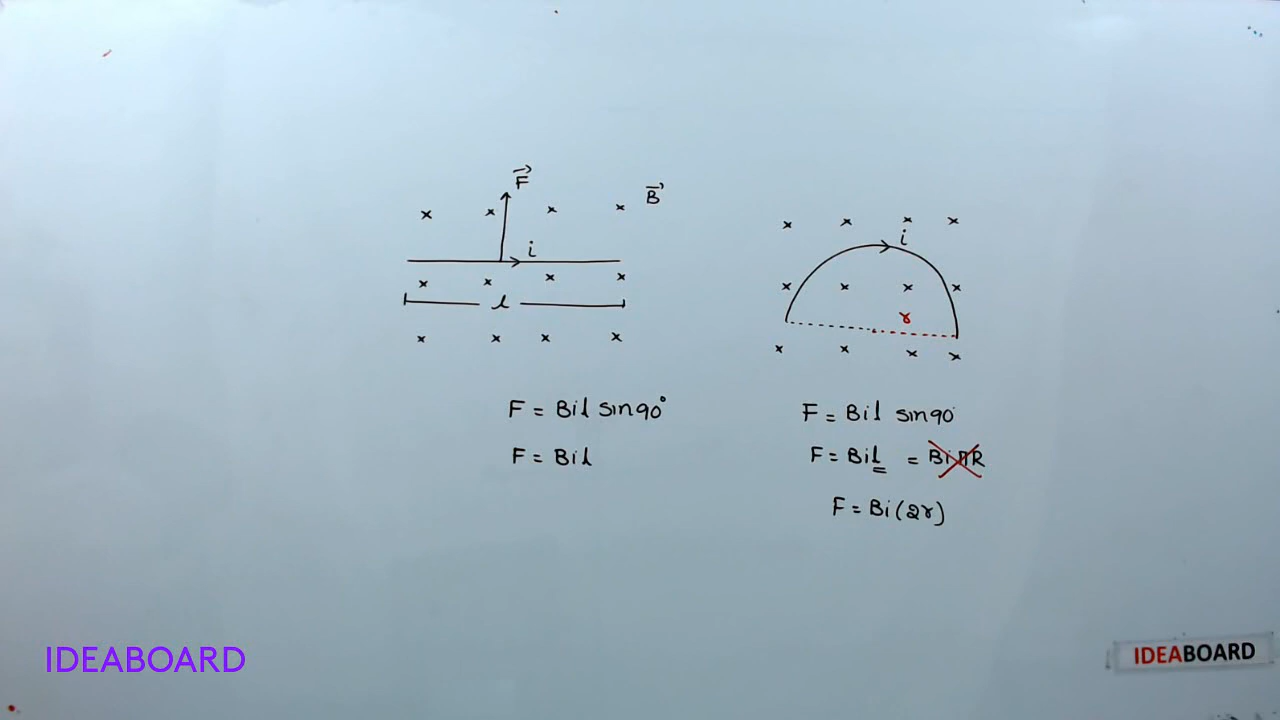 F⃗
B⃗
i
l
F = Bil sin90°
F = Bil
i
r
F = Bil sin90
F = Bil = BiπR
F = Bi(2r)
IDEABOARD
IDEABOARD